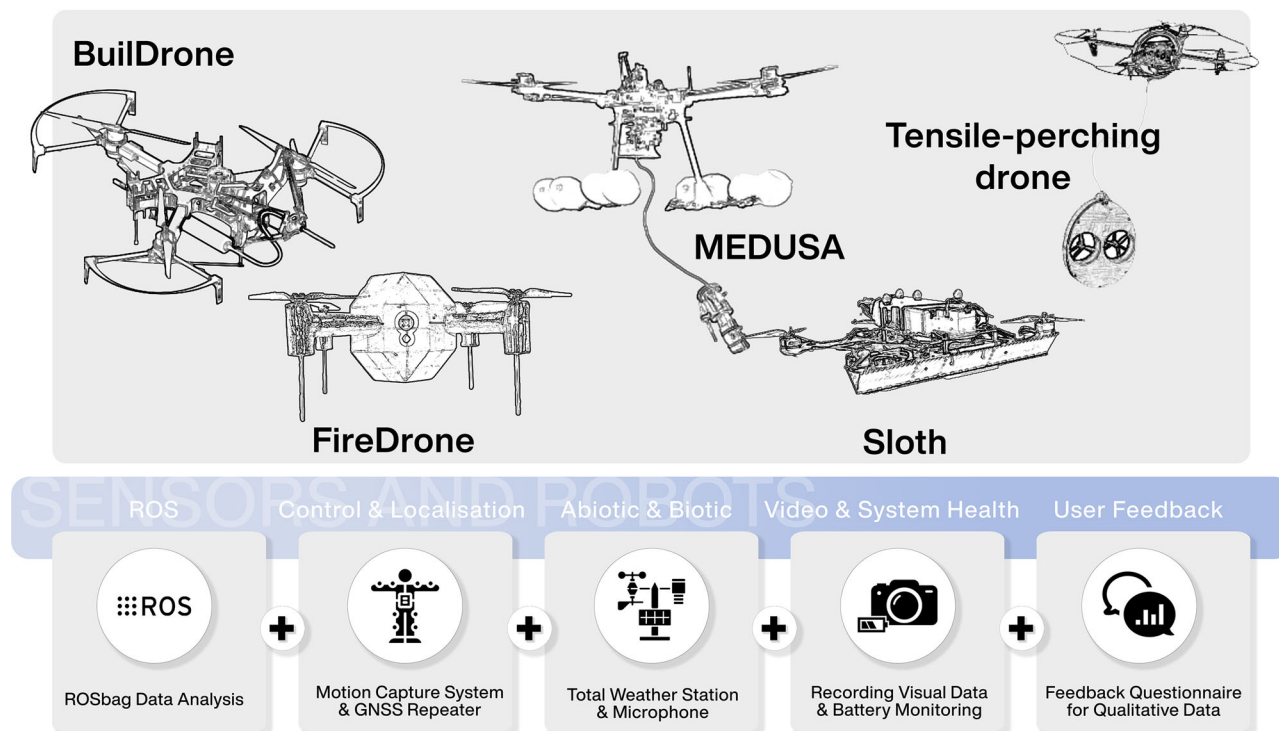 BuilDrone
Tensile-perching
drone
MEDUSA
FireDrone
Sloth
SENSORS AND ROBOTS
ROS
Control & Localisation
Abiotic & Biotic
Video & System Health
User Feedback
ROS
ROSbag Data Analysis
Motion Capture System
& GNSS Repeater
Total Weather Station
& Microphone
Recording Visual Data
& Battery Monitoring
Feedback Questionnaire
for Qualitative Data